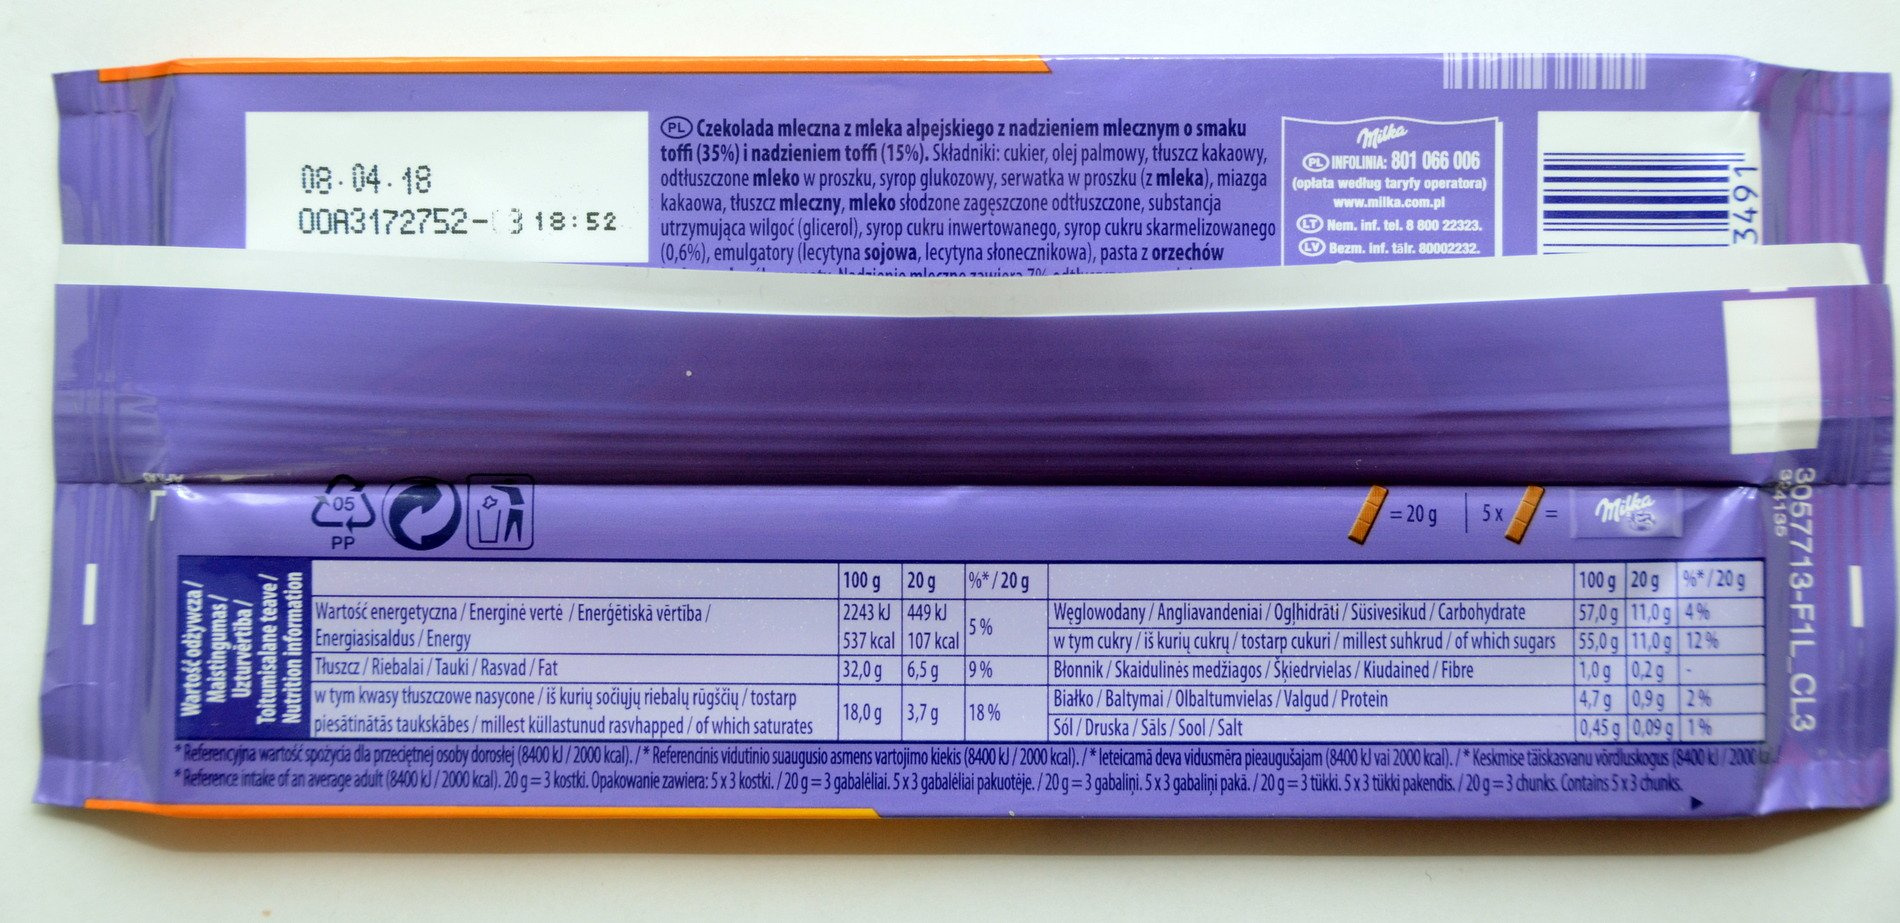 08.04.18
OOA3172752- 3 18:52
PL Czekolada mleczna z mleka alpejskiego z nadzieniem mlecznym o smaku
toffi (35%) i nadzieniem toffi (15%). Składniki: cukier, olej palmowy, tłuszcz kakaowy,
odtłuszczone mleko w proszku, syrop glukozowy, serwatka w proszku (z mleka), miazga
kakaowa, tłuszcz mleczny, mleko słodzone zagęszczone odtłuszczone, substancja
utrzymująca wilgoć (glicerol), syrop cukru inwertowanego, syrop cukru skarmelizowanego
(0,6%), emulgatory (lecytyna sojowa, lecytyna słonecznikowa), pasta z orzechów
Nadzienie mleczne zawiera 7%
Milka
PL INFOLINIA: 801 066 006
(opłata według taryfy operatora)
www.milka.com.pl
LT Nem. inf. tel. 8 800 22323.
LV Bezm. inf. tālr. 80002232.
3491
05
PP
= 20 g | 5 x =
Milka
3057713-F1L_CL3
Wartość odżywcza /
Maistingumas /
Uzturvērtība /
Toitumisalane teave /
Nutrition Information
100 g 20 g %* / 20 g
Wartość energetyczna / Energinė vertė / Enerģētiskā vērtība /
Energiasisaldus / Energy
2243 kJ 449 kJ
537 kcal 107 kcal
5 %
Tłuszcz / Riebalai / Tauki / Rasvad / Fat 32,0 g 6,5 g 9 %
w tym kwasy tłuszczowe nasycone / iš kurių sočiųjų riebalų rūgščių / tostarp
piesātinātās taukskābes / millest küllastunud rasvhapped / of which saturates
18,0 g 3,7 g 18 %
100 g 20 g %* / 20 g
Węglowodany / Angliavandeniai / Ogļhidrāti / Süsivesikud / Carbohydrate 57,0 g 11,0 g 4 %
w tym cukry / iš kurių cukrų / tostarp cukuri / millest suhkrud / of which sugars 55,0 g 11,0 g 12 %
Błonnik / Skaidulinės medžiagos / Šķiedrvielas / Kiudained / Fibre 1,0 g 0,2 g -
Białko / Baltymai / Olbaltumvielas / Valgud / Protein 4,7 g 0,9 g 2 %
Sól / Druska / Sāls / Sool / Salt 0,45 g 0,09 g 1 %
* Referencyjna wartość spożycia dla przeciętnej osoby dorosłej (8400 kJ / 2000 kcal). / * Referencinis vidutinio suaugusio asmens vartojimo kiekis (8400 kJ / 2000 kcal). / * Ieteicamā deva vidusmēra pieaugušajam (8400 kJ vai 2000 kcal). / * Keskmise täiskasvanu võrdluskogus (8400 kJ / 2000
* Reference intake of an average adult (8400 kJ / 2000 kcal). 20 g = 3 kostki. Opakowanie zawiera: 5 x 3 kostki. / 20 g = 3 gabalėliai. 5 x 3 gabalėliai pakuotėje. / 20 g = 3 gabaliņi. 5 x 3 gabaliņi pakā. / 20 g = 3 tükki. 5 x 3 tükki pakendis. / 20 g = 3 chunks. Contains 5 x 3 chunks.